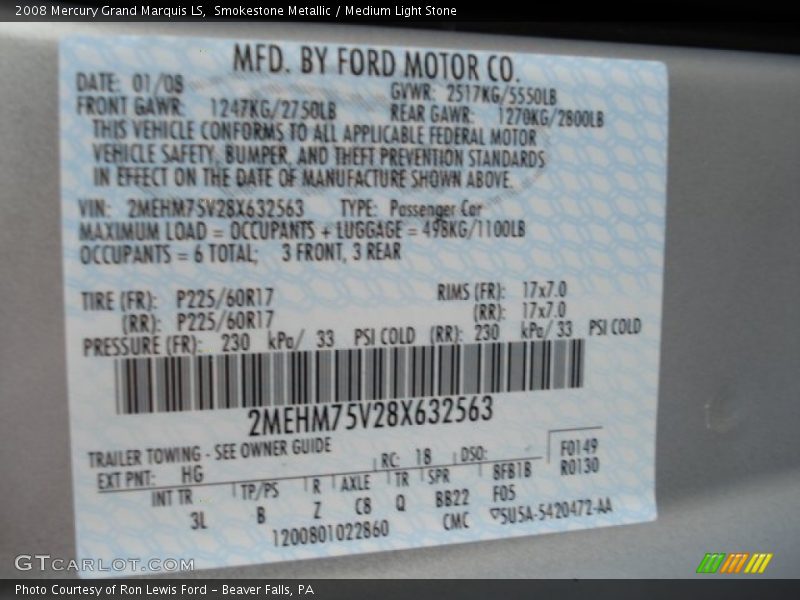 2008 Mercury Grand Marquis LS, Smokestone Metallic / Medium Light Stone
MFD. BY FORD MOTOR CO.
DATE: 01/08 GVWR: 2517KG/5550LB
FRONT GAWR: 1247KG/2750LB REAR GAWR: 1270KG/2800LB
THIS VEHICLE CONFORMS TO ALL APPLICABLE FEDERAL MOTOR
VEHICLE SAFETY, BUMPER, AND THEFT PREVENTION STANDARDS
IN EFFECT ON THE DATE OF MANUFACTURE SHOWN ABOVE.
VIN: 2MEHM75V28X632563 TYPE: Passenger Car
MAXIMUM LOAD = OCCUPANTS + LUGGAGE = 498KG/1100LB
OCCUPANTS = 6 TOTAL; 3 FRONT, 3 REAR
TIRE (FR): P225/60R17 RIMS (FR): 17x7.0
(RR): P225/60R17 (RR): 17x7.0
PRESSURE (FR): 230 kPa/ 33 PSI COLD (RR): 230 kPa/ 33 PSI COLD
2MEHM75V28X632563
TRAILER TOWING - SEE OWNER GUIDE
EXT PNT: HG RC: 18 DSO: F0149
INT TR TP/PS R AXLE TR SPR 8FB1B R0130
3L B Z C8 Q BB22 F05
1200801022860 CMC 5U5A-5420472-AA
GTCARLOT.COM
Photo Courtesy of Ron Lewis Ford - Beaver Falls, PA